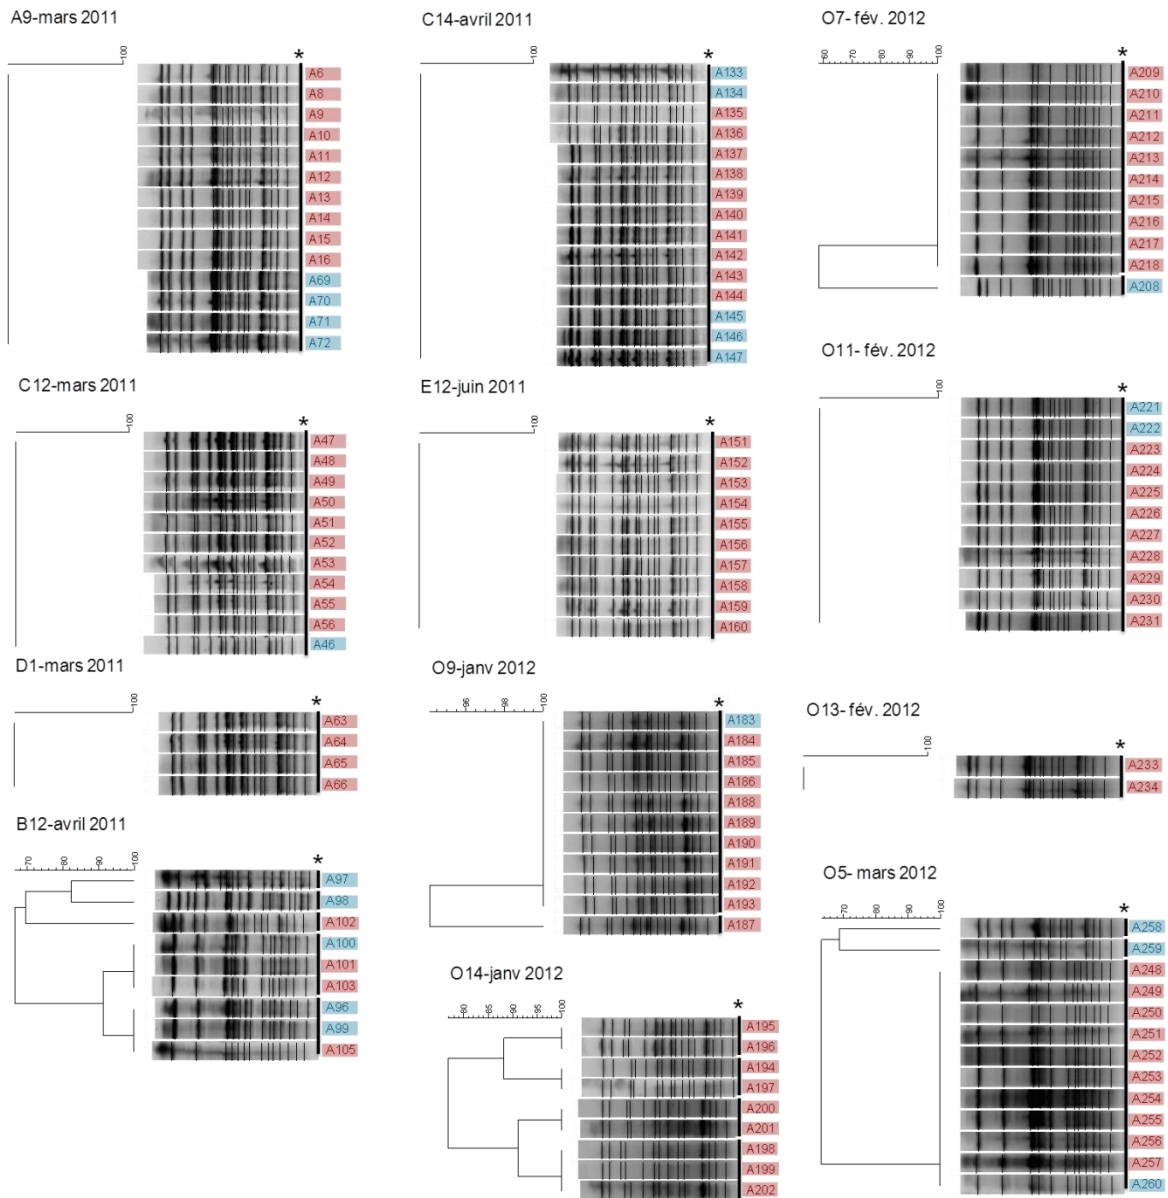 A9-mars 2011
100
*
A6
A8
A9
A10
A11
A12
A13
A14
A15
A16
A69
A70
A71
A72
C12-mars 2011
100
*
A47
A48
A49
A50
A51
A52
A53
A54
A55
A56
A46
D1-mars 2011
100
*
A63
A64
A65
A66
B12-avril 2011
70
80
90
100
*
A97
A98
A102
A100
A101
A103
A96
A99
A105
C14-avril 2011
100
*
A133
A134
A135
A136
A137
A138
A139
A140
A141
A142
A143
A144
A145
A146
A147
E12-juin 2011
100
*
A151
A152
A153
A154
A155
A156
A157
A158
A159
A160
O9-janv 2012
96
98
100
*
A183
A184
A185
A186
A188
A189
A190
A191
A192
A193
A187
O14-janv 2012
80
85
90
95
100
*
A195
A196
A194
A197
A200
A201
A198
A199
A202
O7- fév. 2012
60
70
80
90
100
*
A209
A210
A211
A212
A213
A214
A215
A216
A217
A218
A208
O11- fév. 2012
100
*
A221
A222
A223
A224
A225
A226
A227
A228
A229
A230
A231
O13- fév. 2012
100
*
A233
A234
O5- mars 2012
70
80
90
100
*
A258
A259
A248
A249
A250
A251
A252
A253
A254
A255
A256
A257
A260